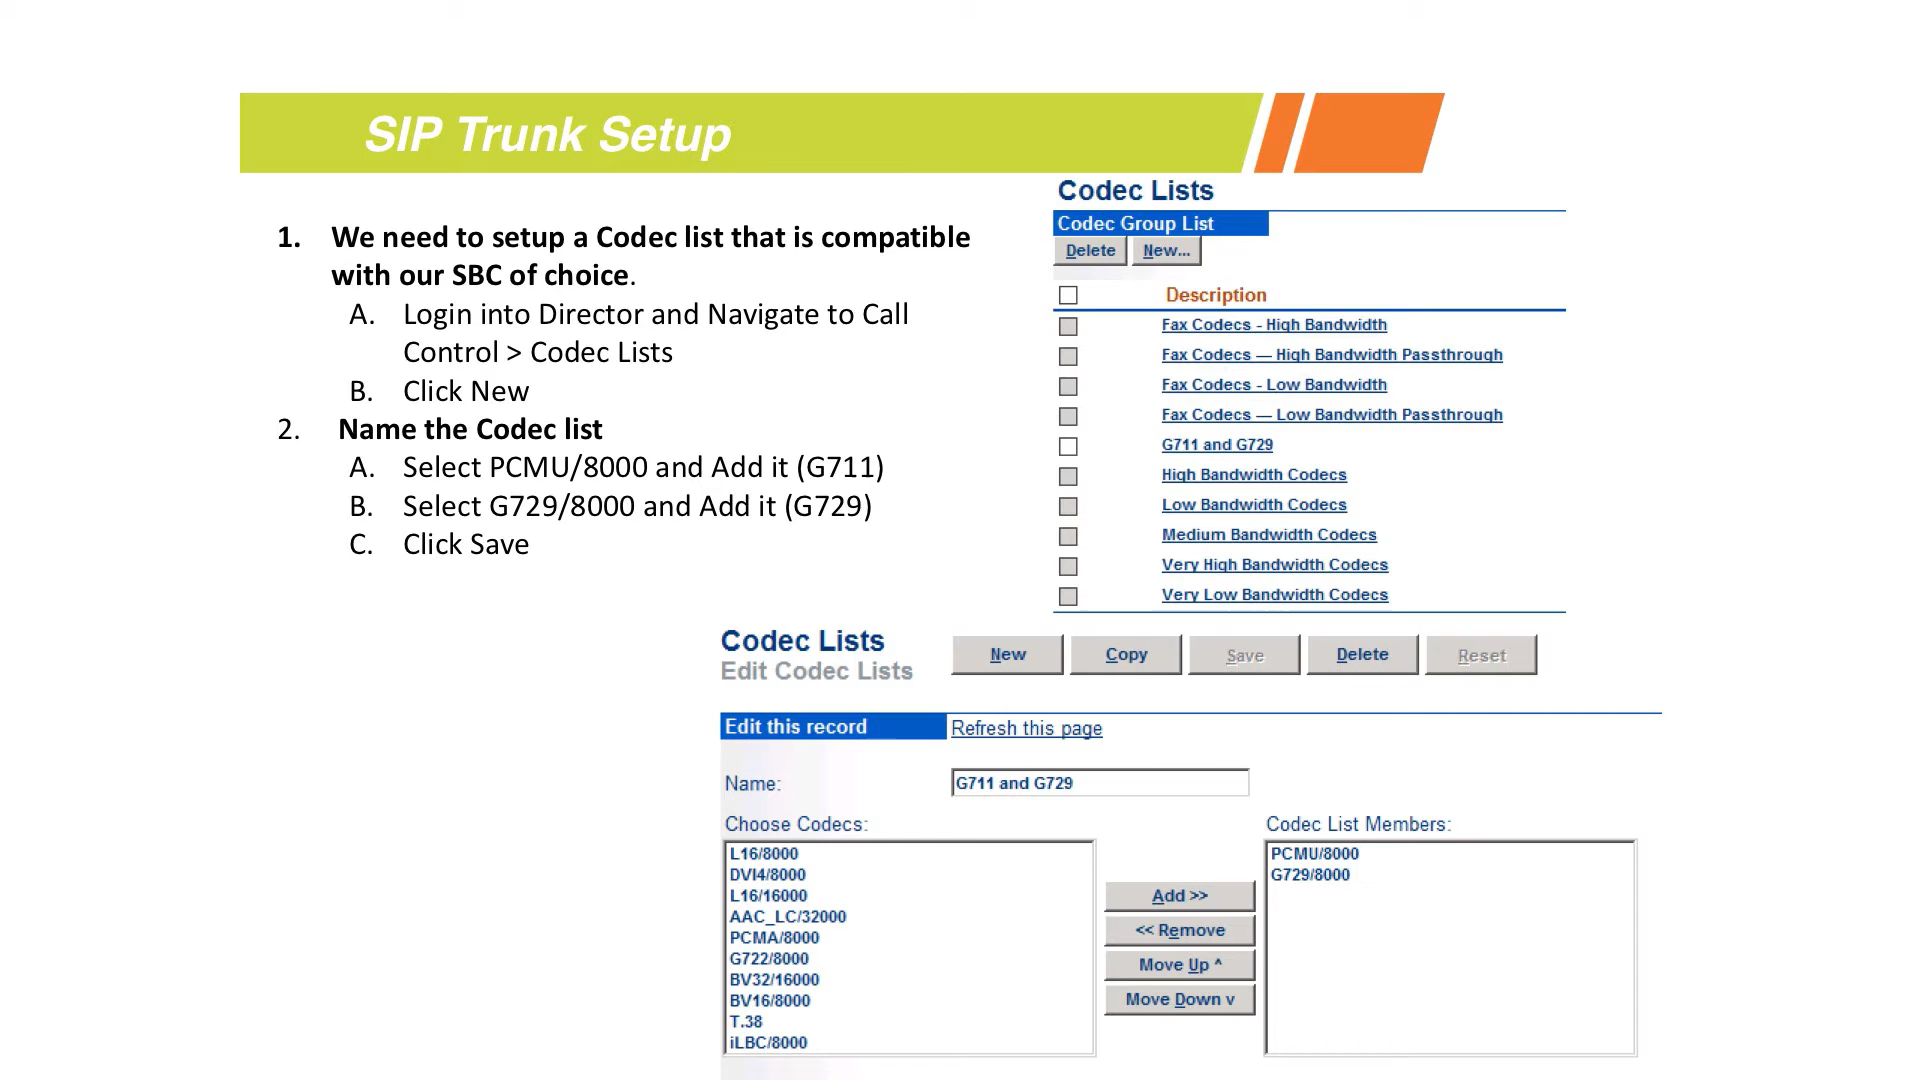 SIP Trunk Setup
1. We need to setup a Codec list that is compatible
with our SBC of choice.
A. Login into Director and Navigate to Call
Control > Codec Lists
B. Click New
2. Name the Codec list
A. Select PCMU/8000 and Add it (G711)
B. Select G729/8000 and Add it (G729)
C. Click Save
Codec Lists
Codec Group List
Delete New...
Description
Fax Codecs - High Bandwidth
Fax Codecs — High Bandwidth Passthrough
Fax Codecs - Low Bandwidth
Fax Codecs — Low Bandwidth Passthrough
G711 and G729
High Bandwidth Codecs
Low Bandwidth Codecs
Medium Bandwidth Codecs
Very High Bandwidth Codecs
Very Low Bandwidth Codecs
Codec Lists
Edit Codec Lists
New Copy Save Delete Reset
Edit this record Refresh this page
Name: G711 and G729
Choose Codecs:
L16/8000
DVI4/8000
L16/16000
AAC_LC/32000
PCMA/8000
G722/8000
BV32/16000
BV16/8000
T.38
iLBC/8000
Add >>
<< Remove
Move Up ^
Move Down v
Codec List Members:
PCMU/8000
G729/8000